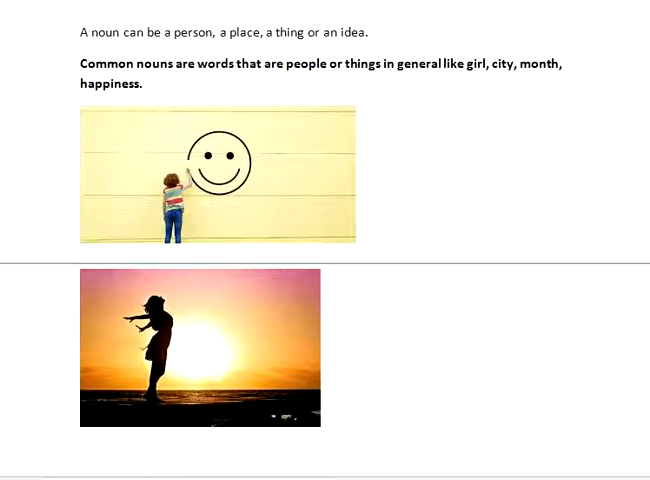 A noun can be a person, a place, a thing or an idea.
Common nouns are words that are people or things in general like girl, city, month,
happiness.